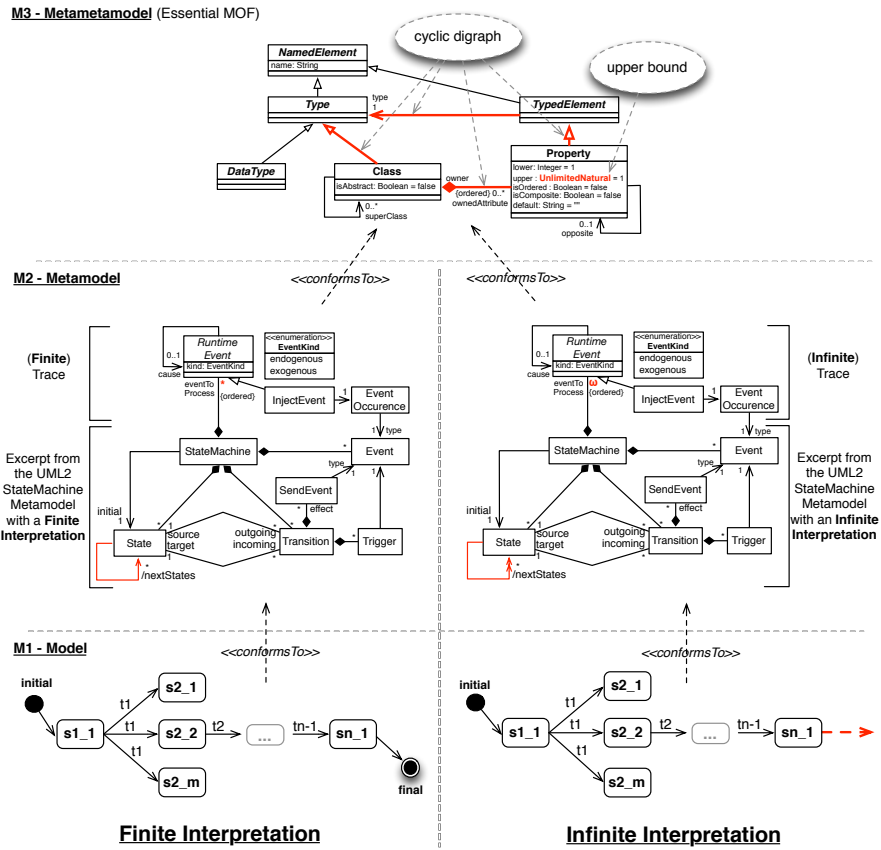 M3 - Metametamodel (Essential MOF)
cyclic digraph
upper bound
NamedElement
name: String
Type
type
1
TypedElement
DataType
Class
isAbstract: Boolean = false
0..*
superClass
owner
{ordered} 0..*
ownedAttribute
Property
lower: Integer = 1
upper : UnlimitedNatural = 1
isOrdered : Boolean = false
isComposite: Boolean = false
default: String = ""
0..1
opposite
M2 - Metamodel
<<conformsTo>>
<<conformsTo>>
(Finite)
Trace
Runtime
Event
kind: EventKind
0..1
cause
<<enumeration>>
EventKind
endogenous
exogenous
eventTo
Process
*
{ordered}
InjectEvent
1
Event
Occurence
1
type
Excerpt from
the UML2
StateMachine
Metamodel
with a Finite
Interpretation
StateMachine
*
Event
type
1
1
SendEvent
*
effect
initial
1
*
1
*
*
State
source
target
1
outgoing
incoming
*
Transition
*
*
Trigger
*
/nextStates
Runtime
Event
kind: EventKind
0..1
cause
<<enumeration>>
EventKind
endogenous
exogenous
(Infinite)
Trace
eventTo
Process
ω
{ordered}
InjectEvent
1
Event
Occurence
1
type
StateMachine
*
Event
type
1
1
SendEvent
*
effect
initial
1
*
1
*
*
State
source
target
1
outgoing
incoming
*
Transition
*
*
Trigger
*
/nextStates
Excerpt from
the UML2
StateMachine
Metamodel
with an Infinite
Interpretation
M1 - Model
<<conformsTo>>
<<conformsTo>>
initial
s1_1
t1
s2_1
t1
s2_2
t2
...
tn-1
sn_1
t1
s2_m
final
Finite Interpretation
initial
s1_1
t1
s2_1
t1
s2_2
t2
...
tn-1
sn_1
t1
s2_m
Infinite Interpretation